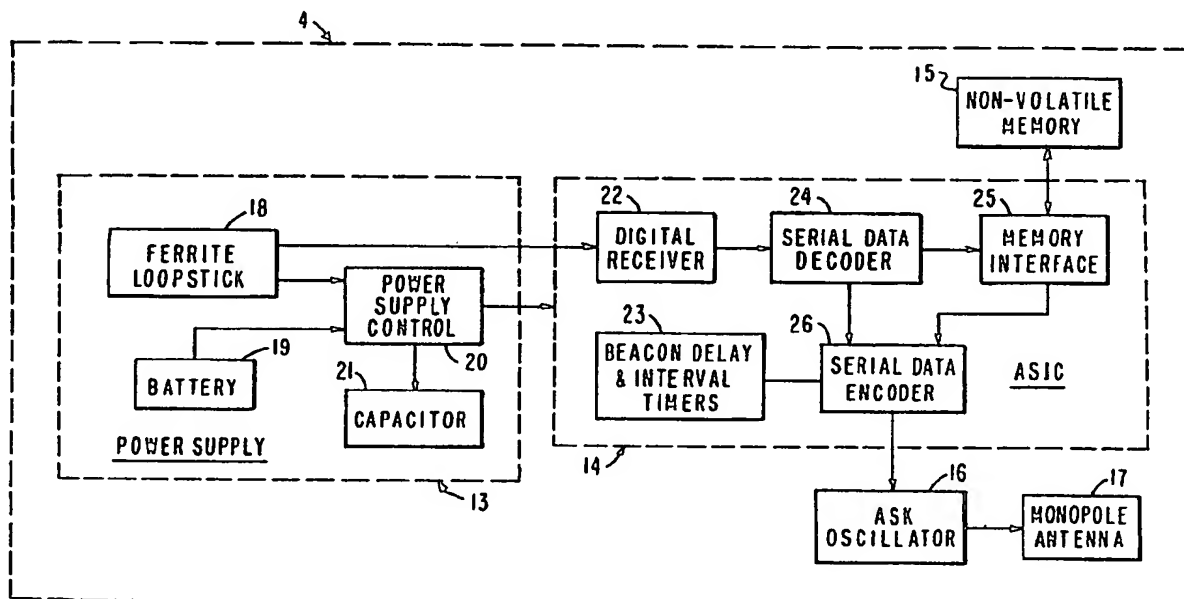 4
15
NON-VOLATILE
MEMORY
18
FERRITE
LOOPSTICK
POWER
SUPPLY
CONTROL
20
19
BATTERY
21
CAPACITOR
POWER SUPPLY
13
22
DIGITAL
RECEIVER
24
SERIAL DATA
DECODER
25
MEMORY
INTERFACE
23
BEACON DELAY
& INTERVAL
TIMERS
26
SERIAL DATA
ENCODER
ASIC
14
16
ASK
OSCILLATOR
17
MONOPOLE
ANTENNA